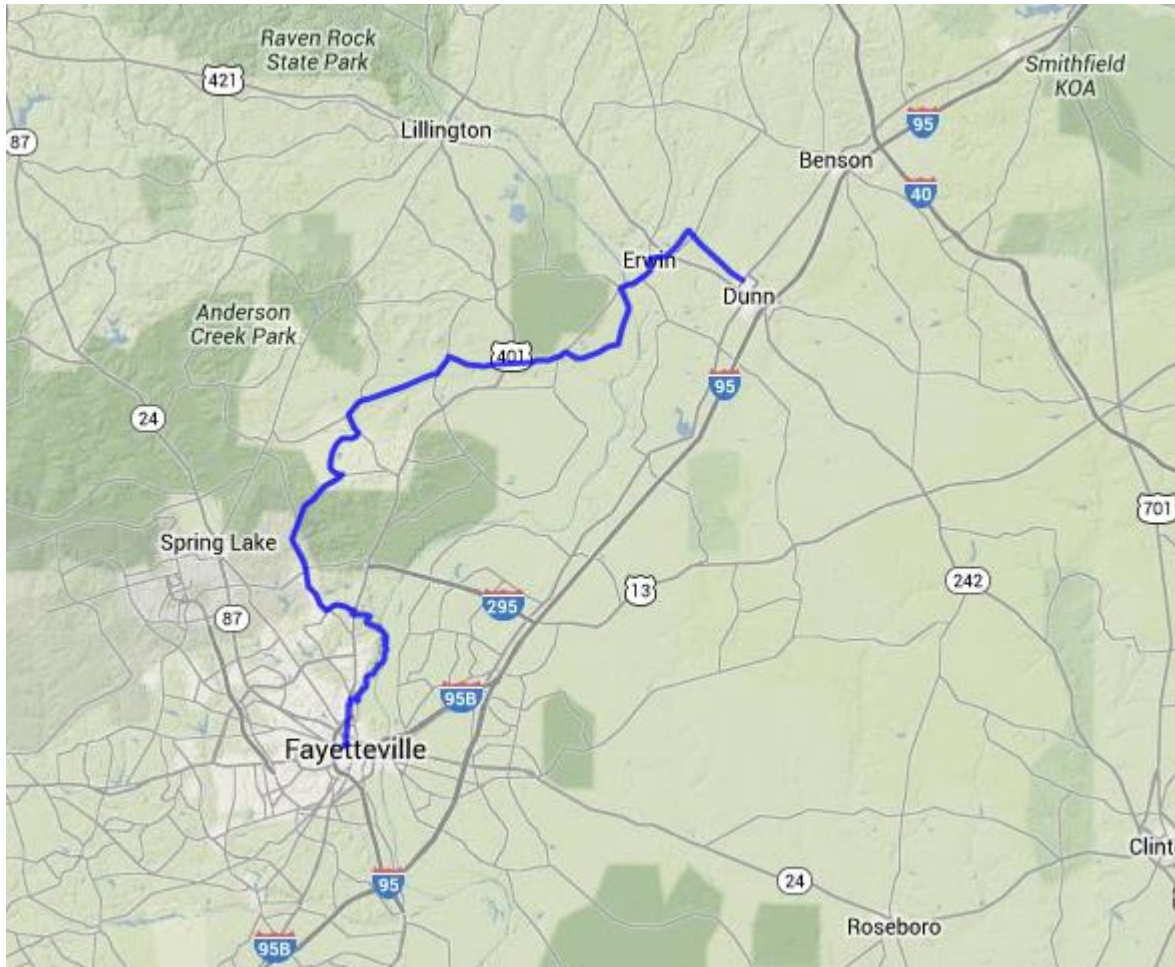 Raven Rock
State Park
421
Smithfield
KOA
87
Lillington
95
Benson
40
Erwin
Dunn
Anderson
Creek Park
401
95
24
701
Spring Lake
242
13
295
87
95B
Fayetteville
Clint
95
24
Roseboro
95B